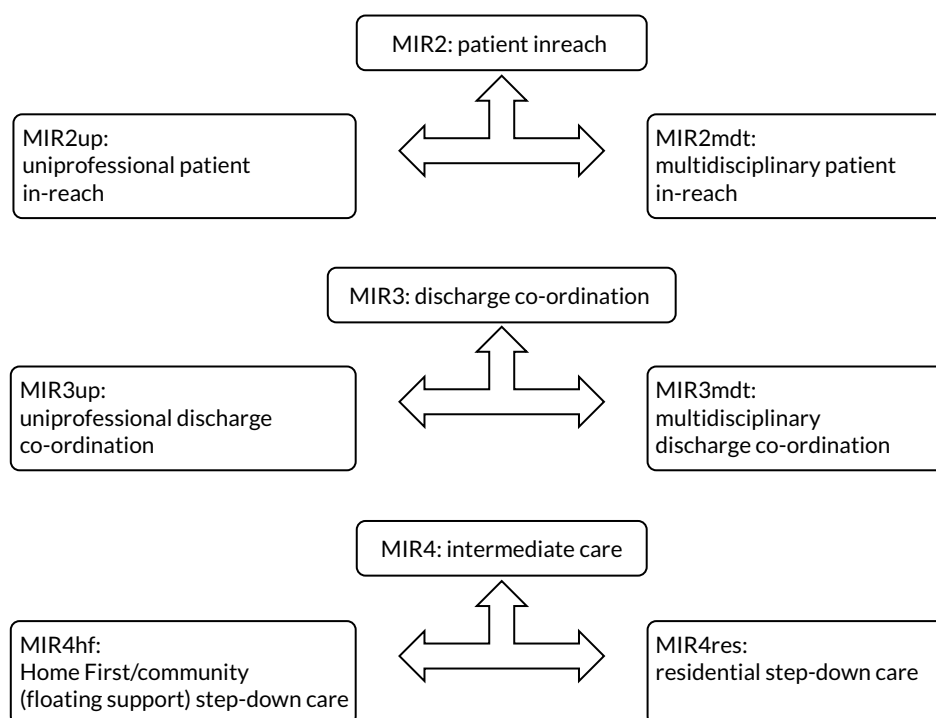 MIR2: patient inreach
MIR2up:
uniprofessional patient
in-reach
MIR2mdt:
multidisciplinary patient
in-reach
MIR3: discharge co-ordination
MIR3up:
uniprofessional discharge
co-ordination
MIR3mdt:
multidisciplinary
discharge co-ordination
MIR4: intermediate care
MIR4hf:
Home First/community
(floating support) step-down care
MIR4res:
residential step-down care